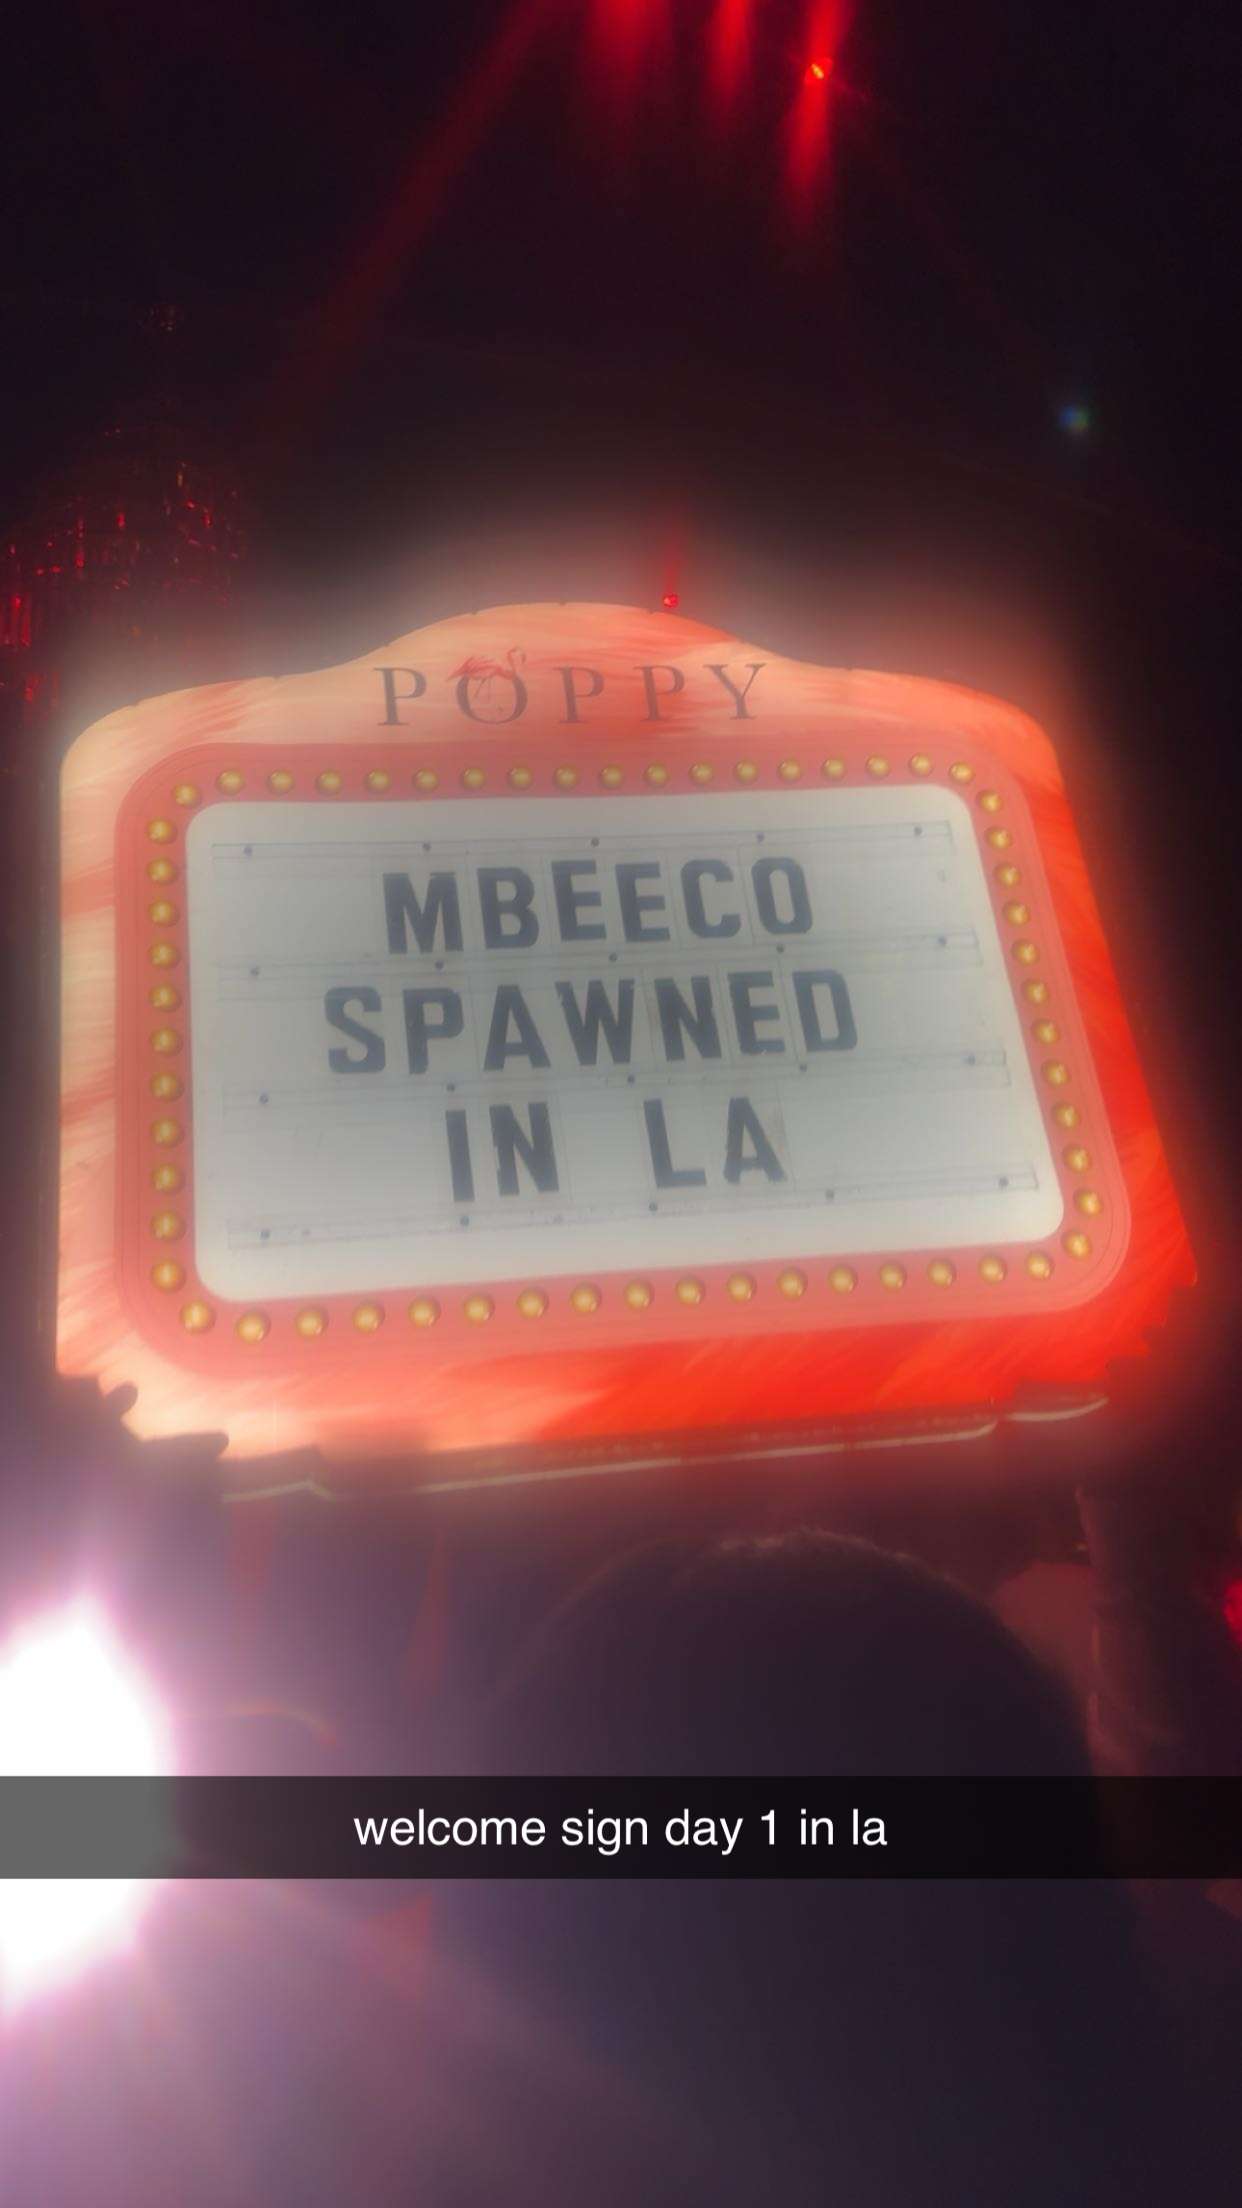 POPPY
MBEECO
SPAWNED
IN LA
welcome sign day 1 in la